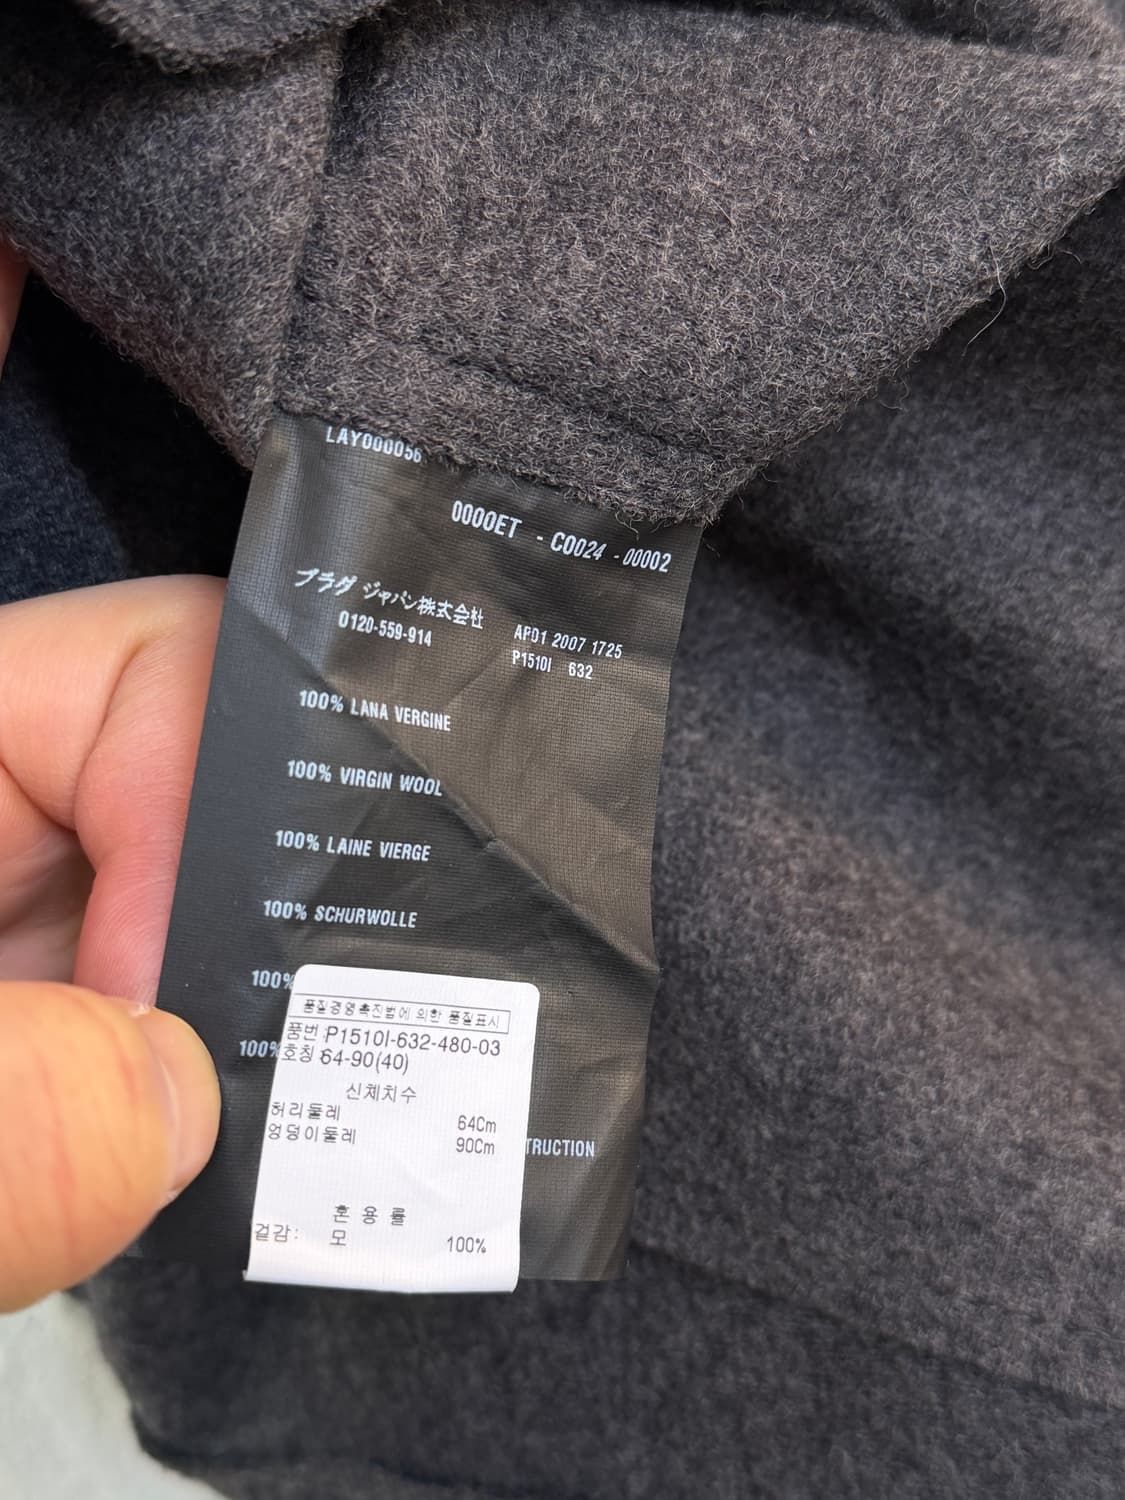 LAY000056
0000ET - C0024 - 00002
プラダ ジャパン株式会社
0120-559-914
AP01 2007 1725
P1510I 632
100% LANA VERGINE
100% VIRGIN WOOL
100% LAINE VIERGE
100% SCHURWOLLE
100%
100%
TRUCTION
품질경영촉진법에 의한 품질표시
품번 :P1510I-632-480-03
호칭 :64-90(40)
신체치수
허리둘레 64Cm
엉덩이둘레 90Cm
혼 용 률
겉감: 모 100%